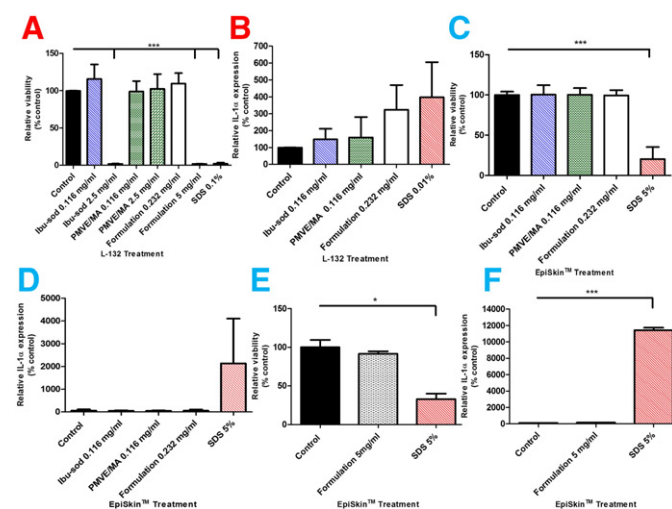 A
B
C
***
Relative viability
(% control)
150
100
50
0
Control
Ibu-sod 0.116 mg/ml
Ibu-sod 2.5 mg/ml
PMVE/MA 0.116 mg/ml
PMVE/MA 2.5 mg/ml
Formulation 0.232 mg/ml
Formulation 5 mg/ml
SDS 0.1%
L-132 Treatment
Relative IL-1α expression
(% control)
700
600
500
400
300
200
100
0
Control
Ibu-sod 0.116 mg/ml
PMVE/MA 0.116 mg/ml
Formulation 0.232 mg/ml
SDS 0.01%
L-132 Treatment
***
Relative viability
(% control)
150
100
50
0
Control
Ibu-sod 0.116 mg/ml
PMVE/MA 0.116 mg/ml
Formulation 0.232 mg/ml
SDS 5%
EpiSkin™ Treatment
D
E
F
Relative IL-1α expression
(% control)
5000
4000
3000
2000
1000
0
Control
Ibu-sod 0.116 mg/ml
PMVE/MA 0.116 mg/ml
Formulation 0.232 mg/ml
SDS 5%
EpiSkin™ Treatment
*
Relative viability
(% control)
150
100
50
0
Control
Formulation 5mg/ml
SDS 5%
EpiSkin™ Treatment
***
Relative IL-1α expression
(% control)
14000
12000
10000
8000
6000
4000
2000
0
Control
Formulation 5 mg/ml
SDS 5%
EpiSkin™ Treatment